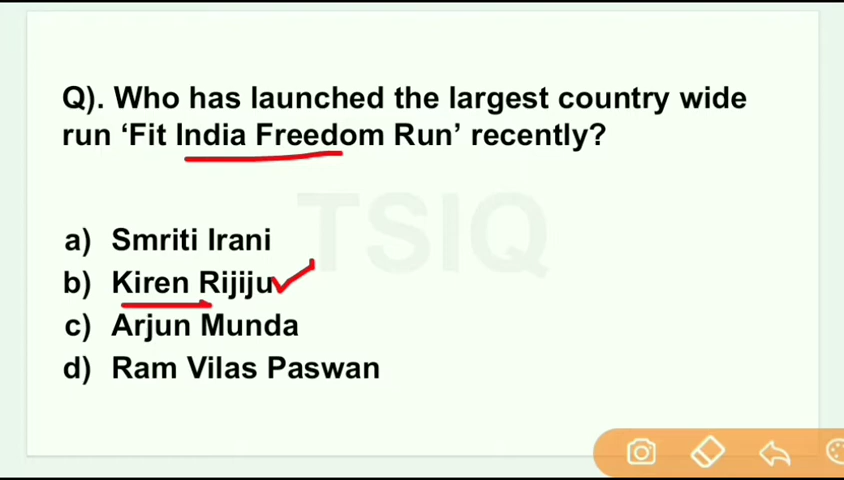 Q). Who has launched the largest country wide
run ‘Fit India Freedom Run’ recently?
TSIQ
a) Smriti Irani
b) Kiren Rijiju
c) Arjun Munda
d) Ram Vilas Paswan